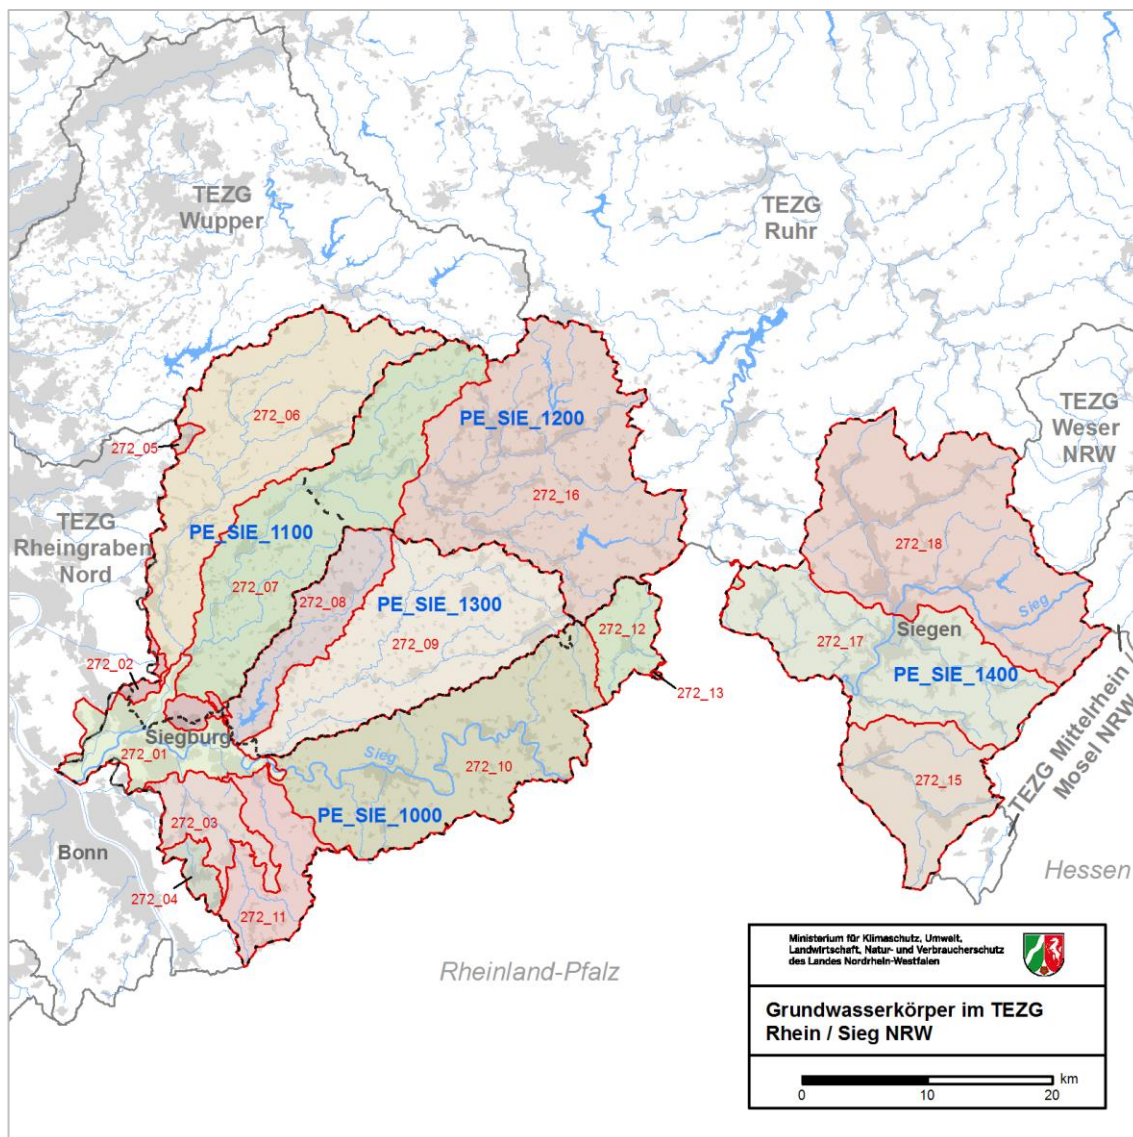 TEZG
Wupper
TEZG
Ruhr
TEZG
Weser
NRW
272_06
PE_SIE_1200
272_05
272_16
TEZG
Rheingraben
Nord
PE_SIE_1100
272_18
272_07
272_08
PE_SIE_1300
Sieg
272_12
Siegen
272_17
272_09
272_02
PE_SIE_1400
272_13
TEZG Mittelrhein /
Mosel NRW
Siegburg
272_01
Sieg
272_10
272_15
PE_SIE_1000
272_03
Bonn
Hessen
272_04
272_11
Rheinland-Pfalz
Ministerium für Klimaschutz, Umwelt,
Landwirtschaft, Natur- und Verbraucherschutz
des Landes Nordrhein-Westfalen
Grundwasserkörper im TEZG
Rhein / Sieg NRW
km
0 10 20